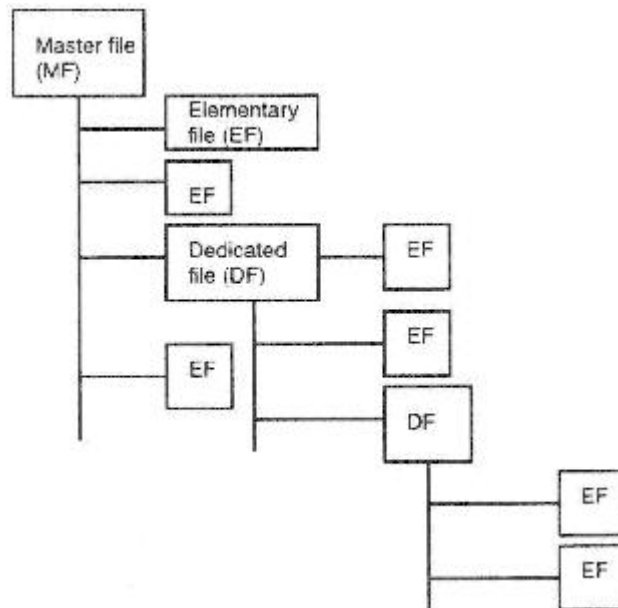 Master file
(MF)
Elementary
file (EF)
EF
Dedicated
file (DF)
EF
EF
EF
DF
EF
EF